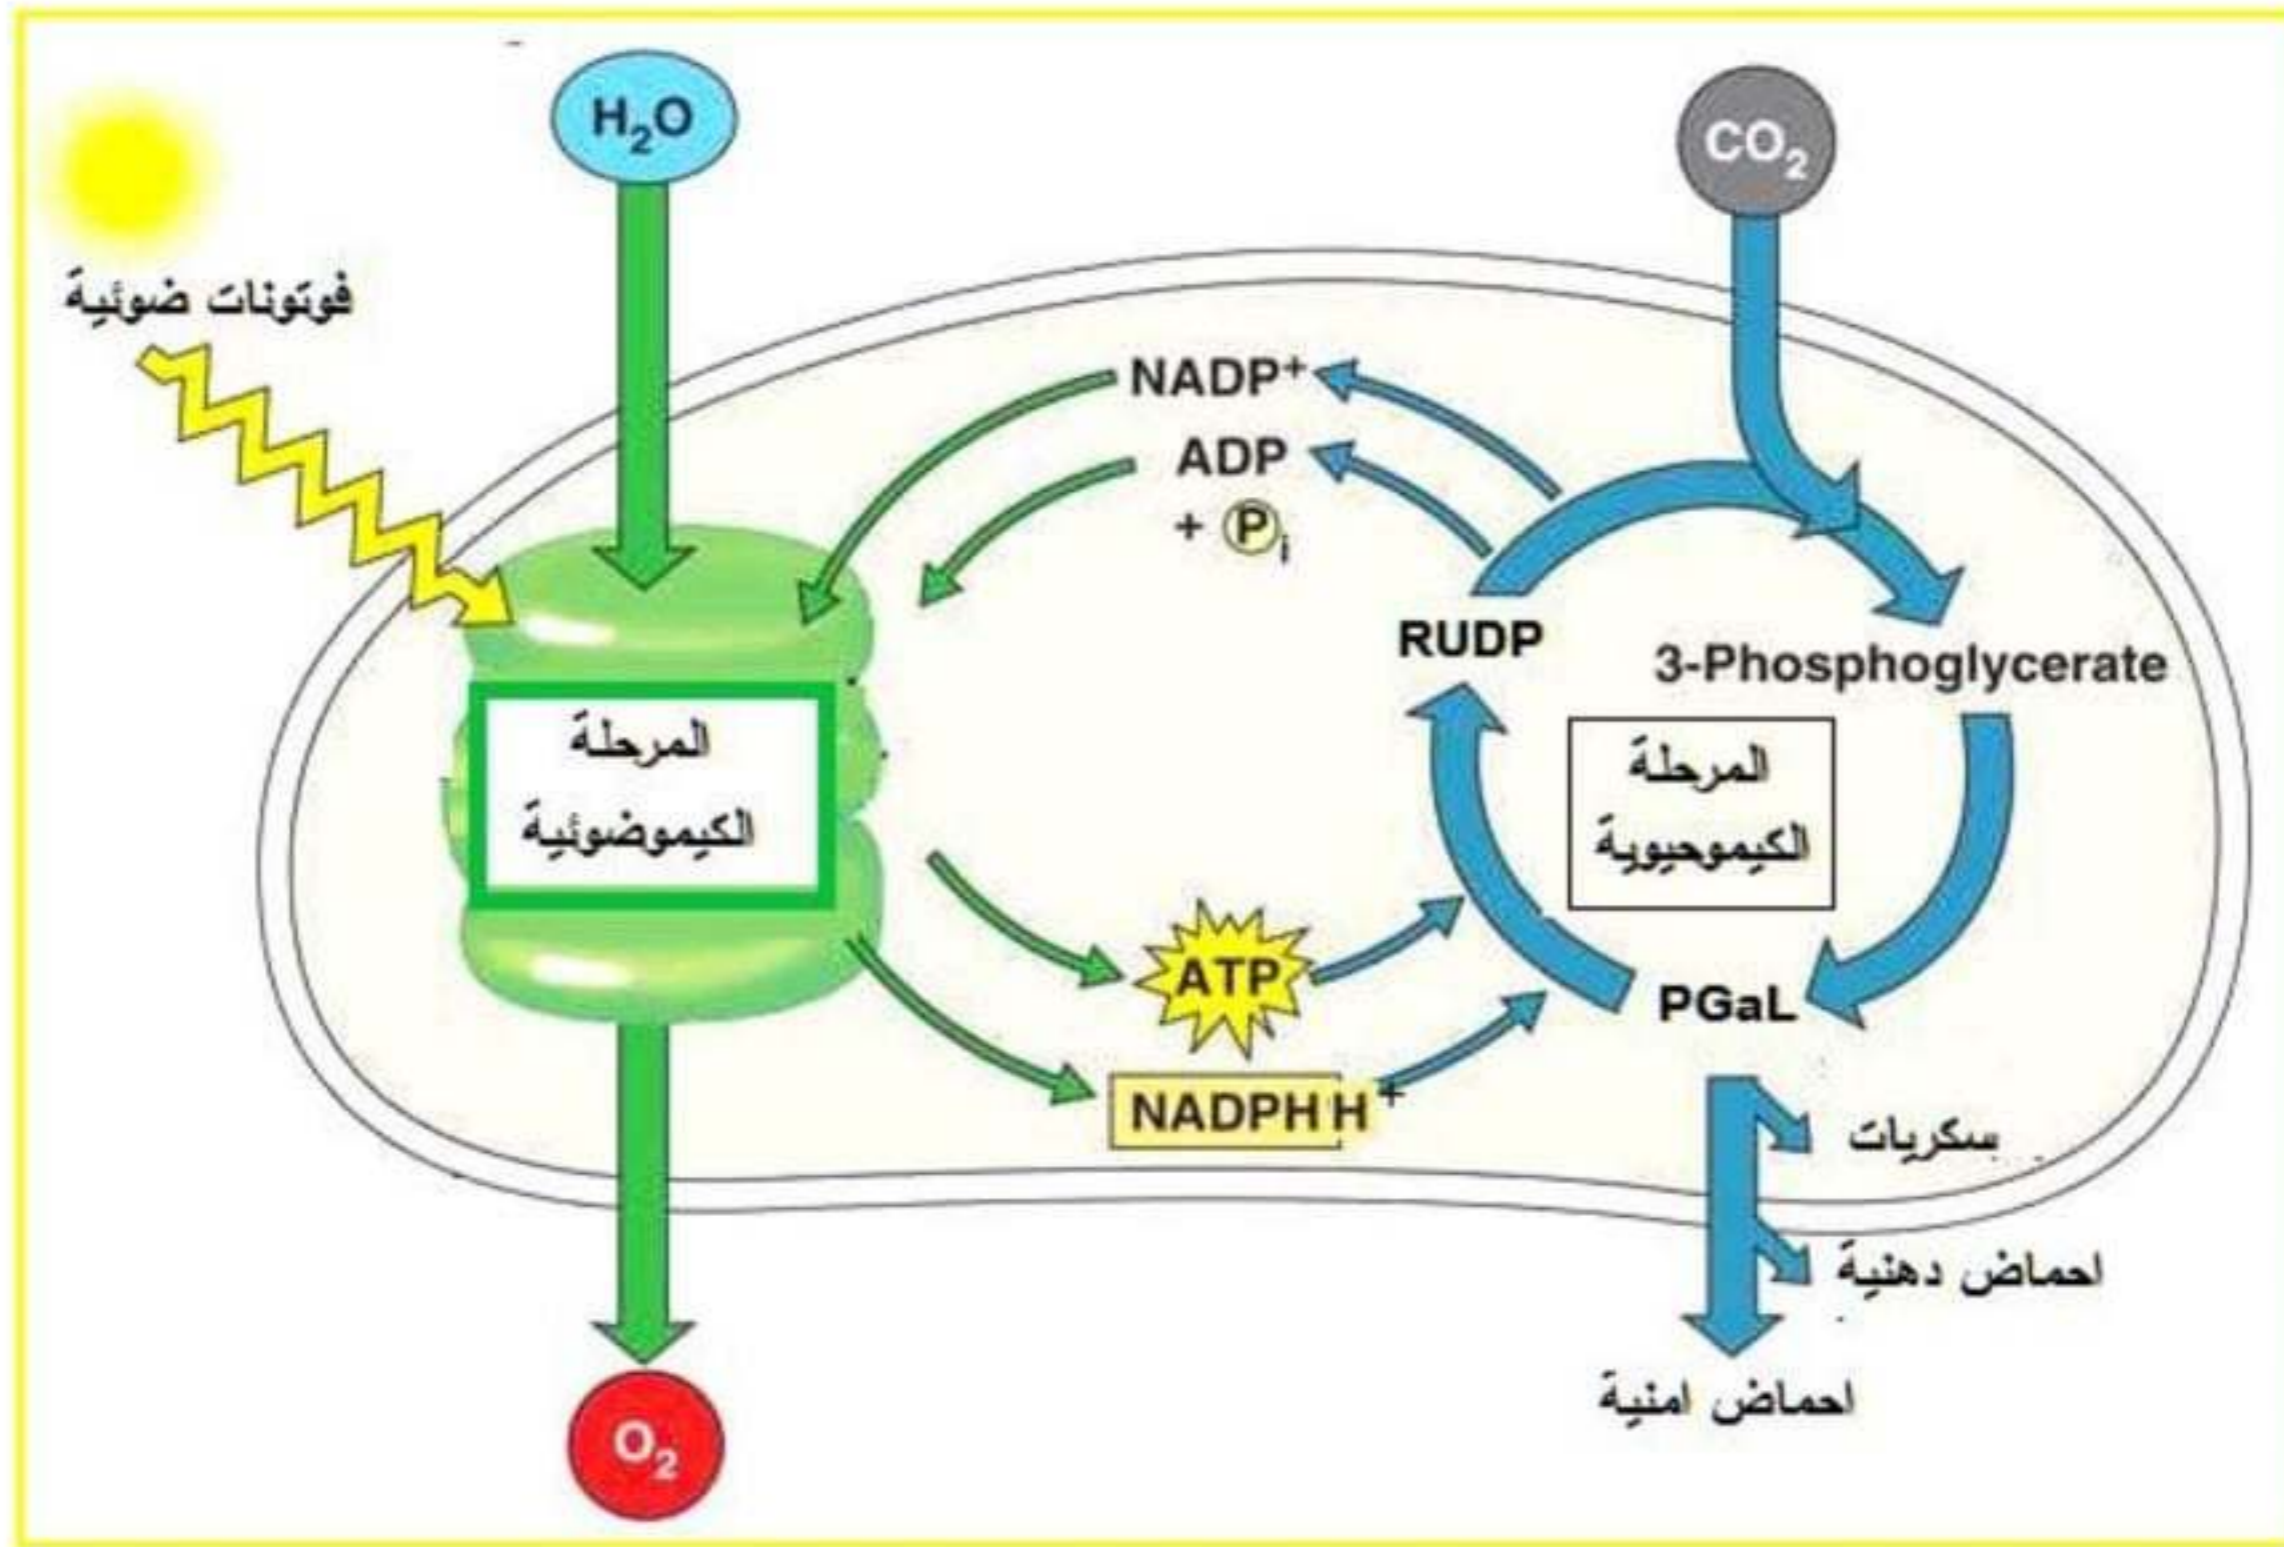 H₂O
CO₂
فوتونات ضوئية
NADP⁺
ADP
+ Pᵢ
RUDP
3-Phosphoglycerate
المرحلة
الكيموضوئية
المرحلة
الكيموحيوية
ATP
PGaL
NADPHH⁺
سكريات
احماض دهنية
احماض امنية
O₂